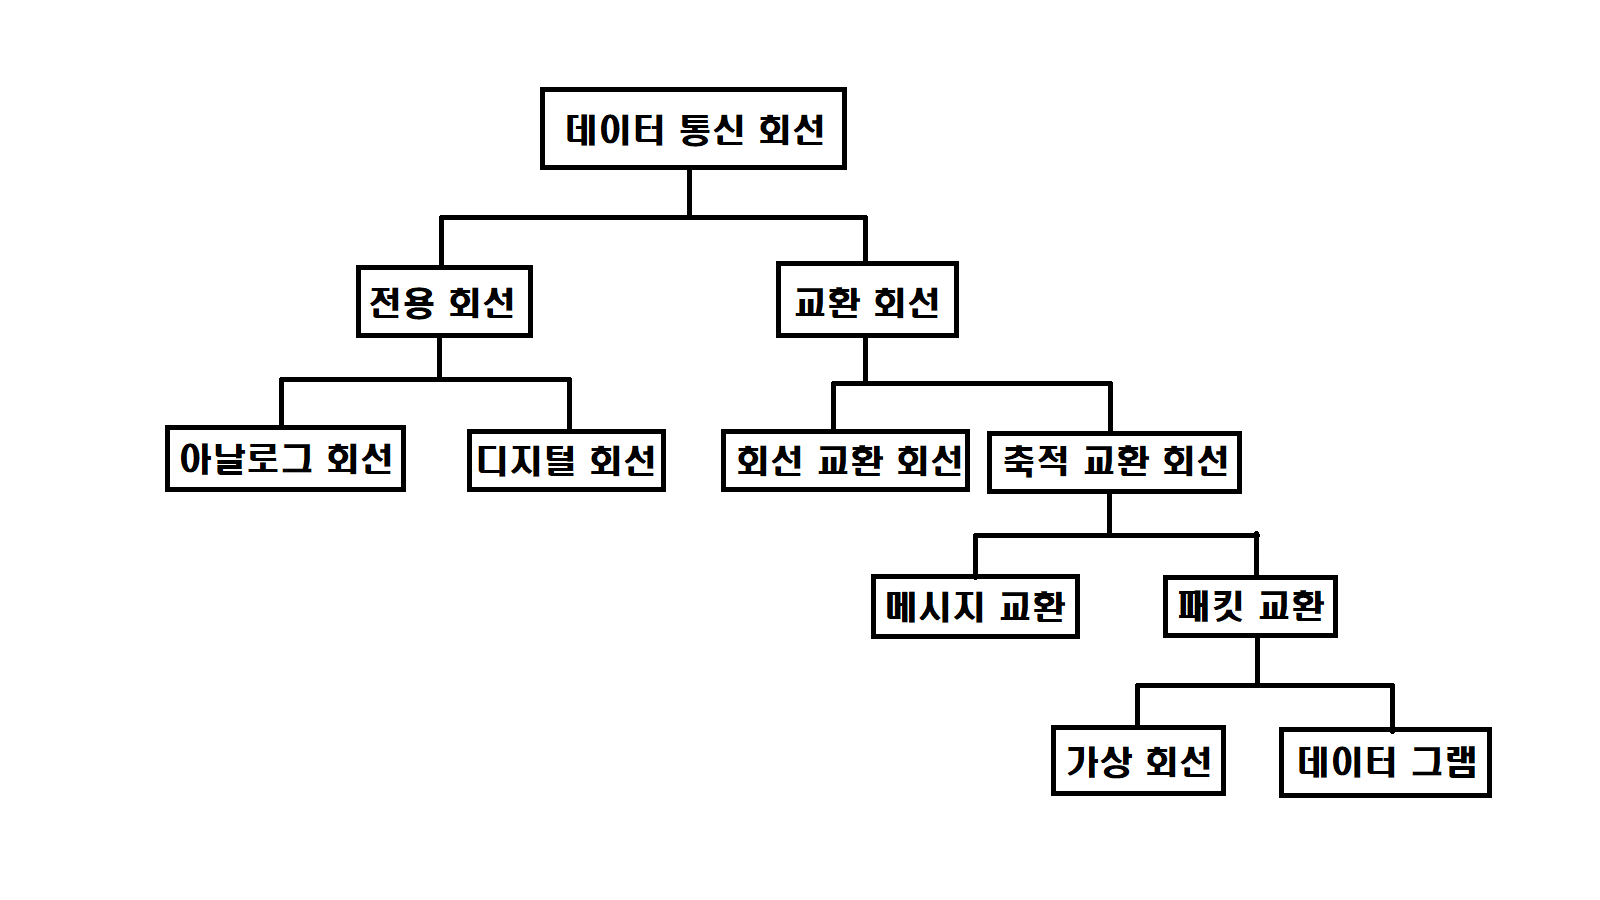 데이터 통신 회선
전용 회선
교환 회선
아날로그 회선
디지털 회선
회선 교환 회선
축적 교환 회선
메시지 교환
패킷 교환
가상 회선
데이터 그램